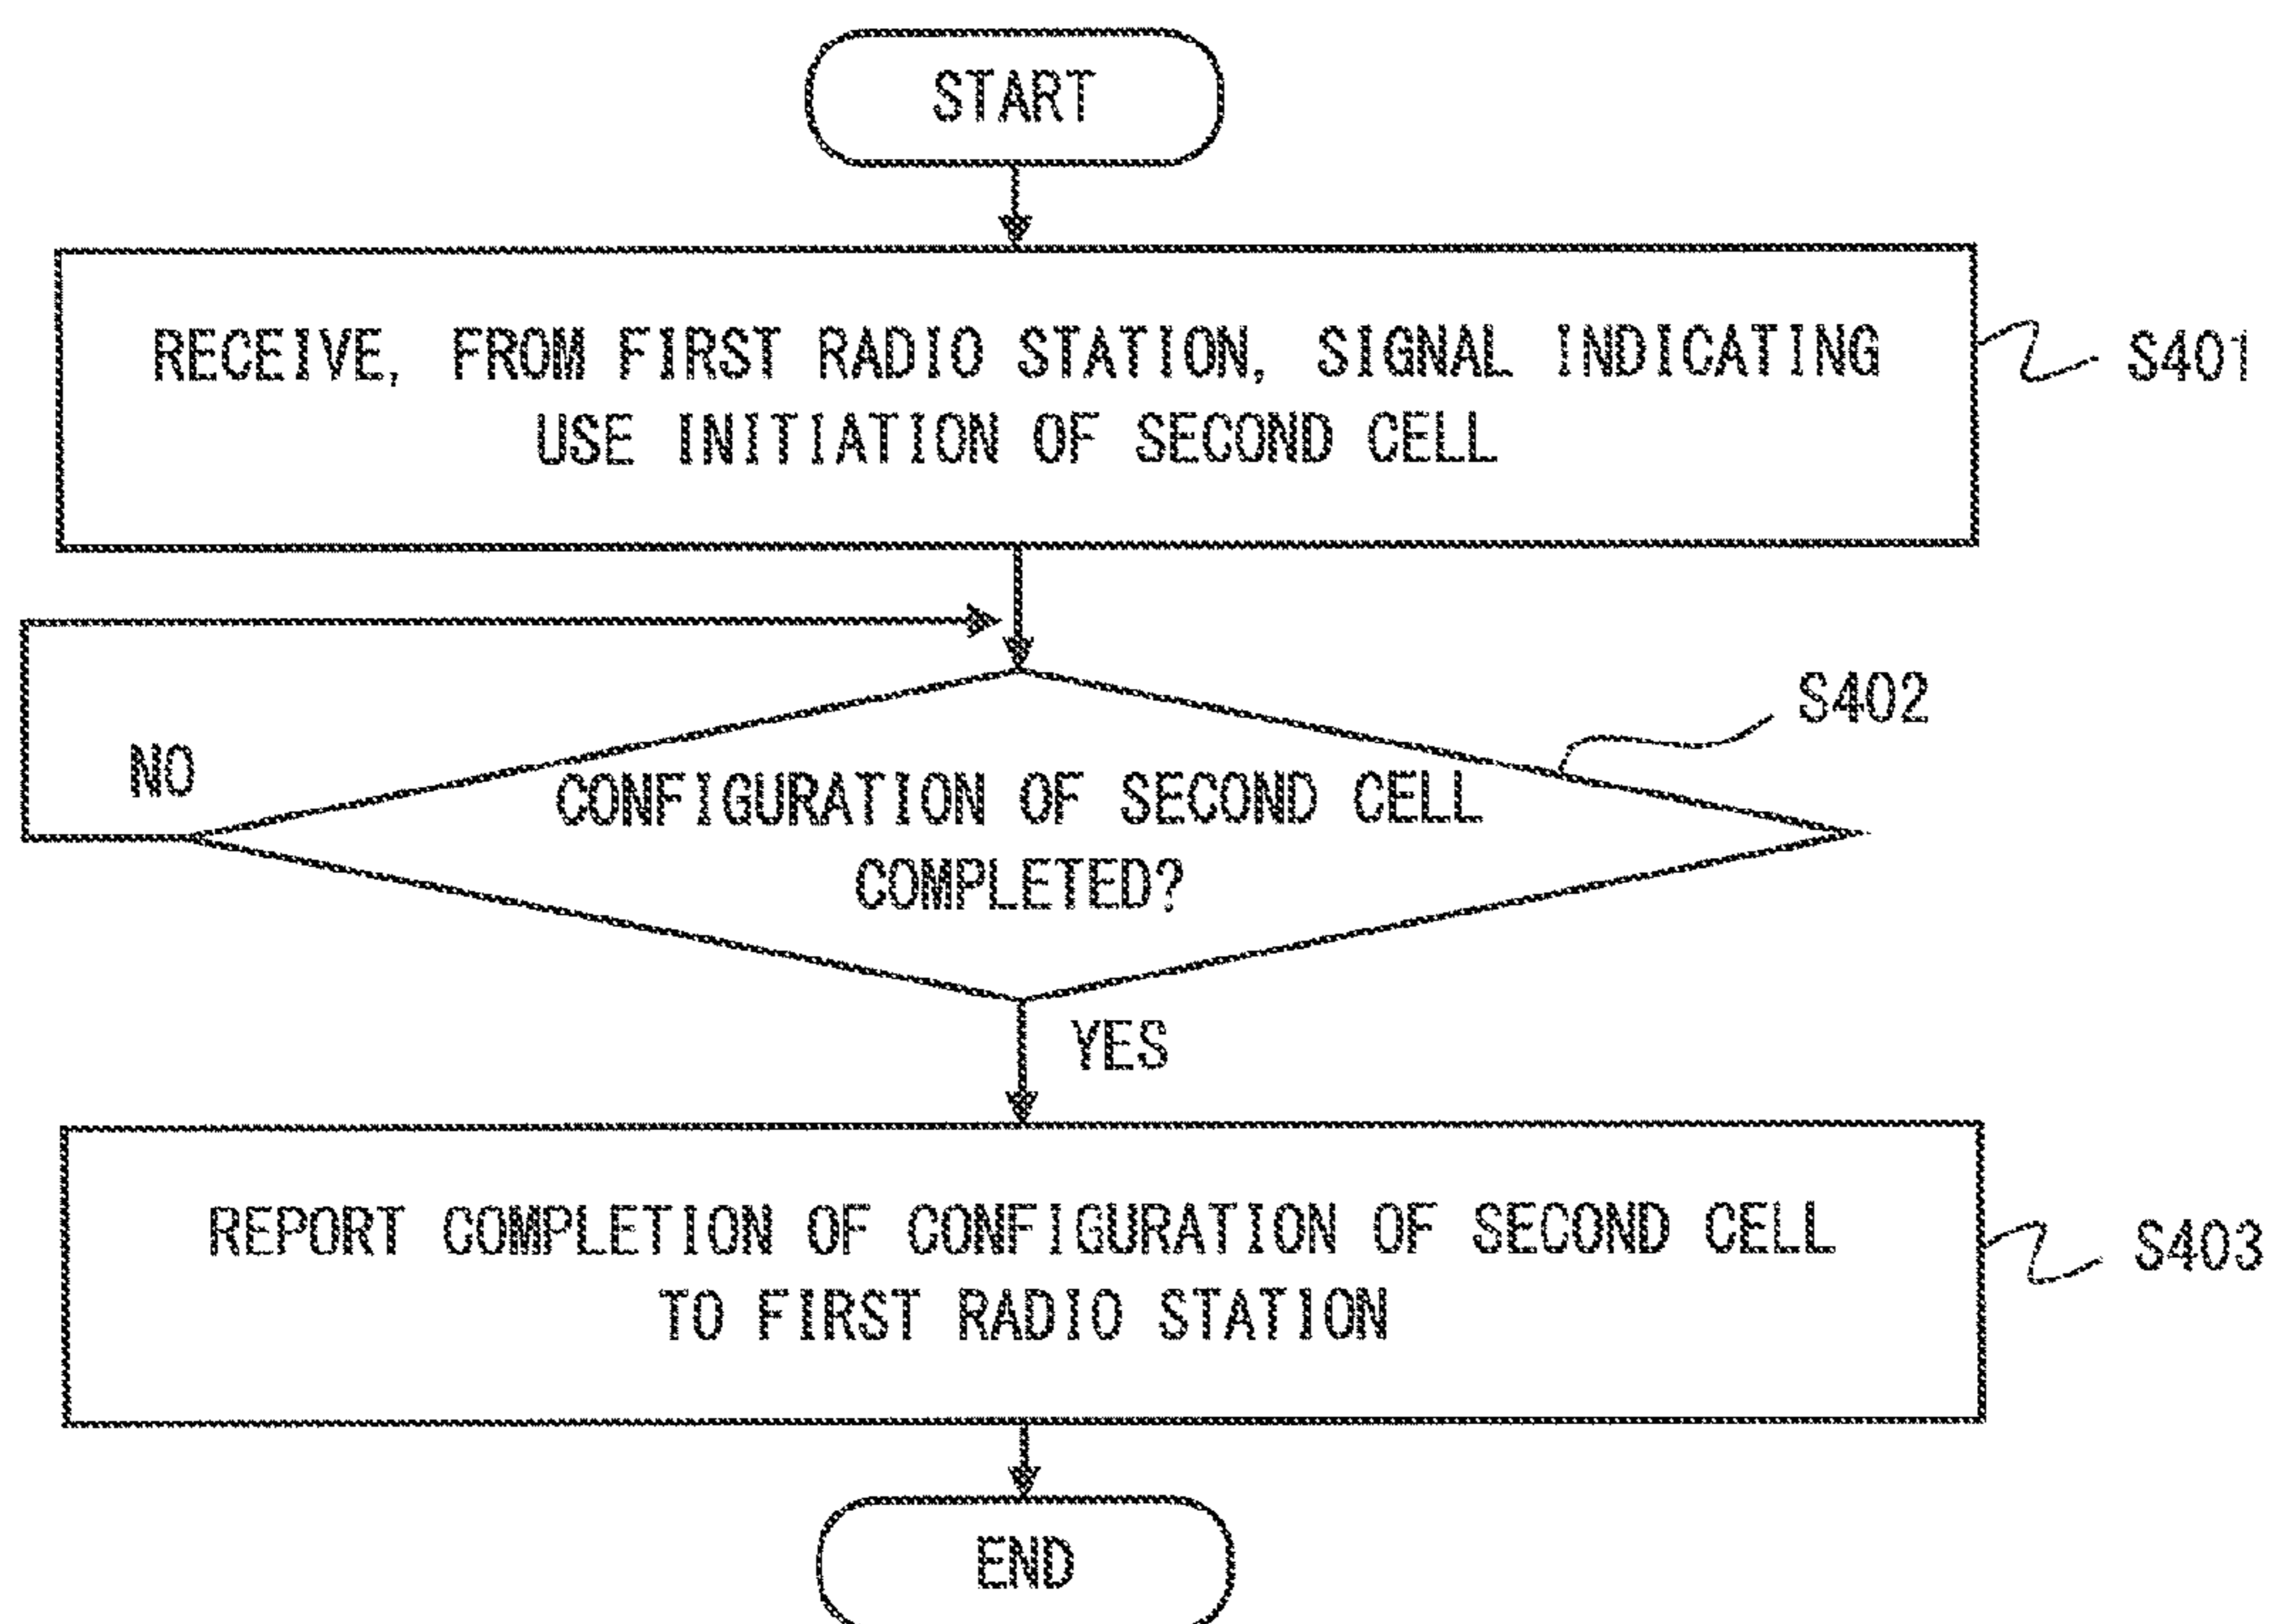 START
RECEIVE, FROM FIRST RADIO STATION, SIGNAL INDICATING
USE INITIATION OF SECOND CELL
S401
S402
NO
CONFIGURATION OF SECOND CELL
COMPLETED?
YES
REPORT COMPLETION OF CONFIGURATION OF SECOND CELL
TO FIRST RADIO STATION
S403
END